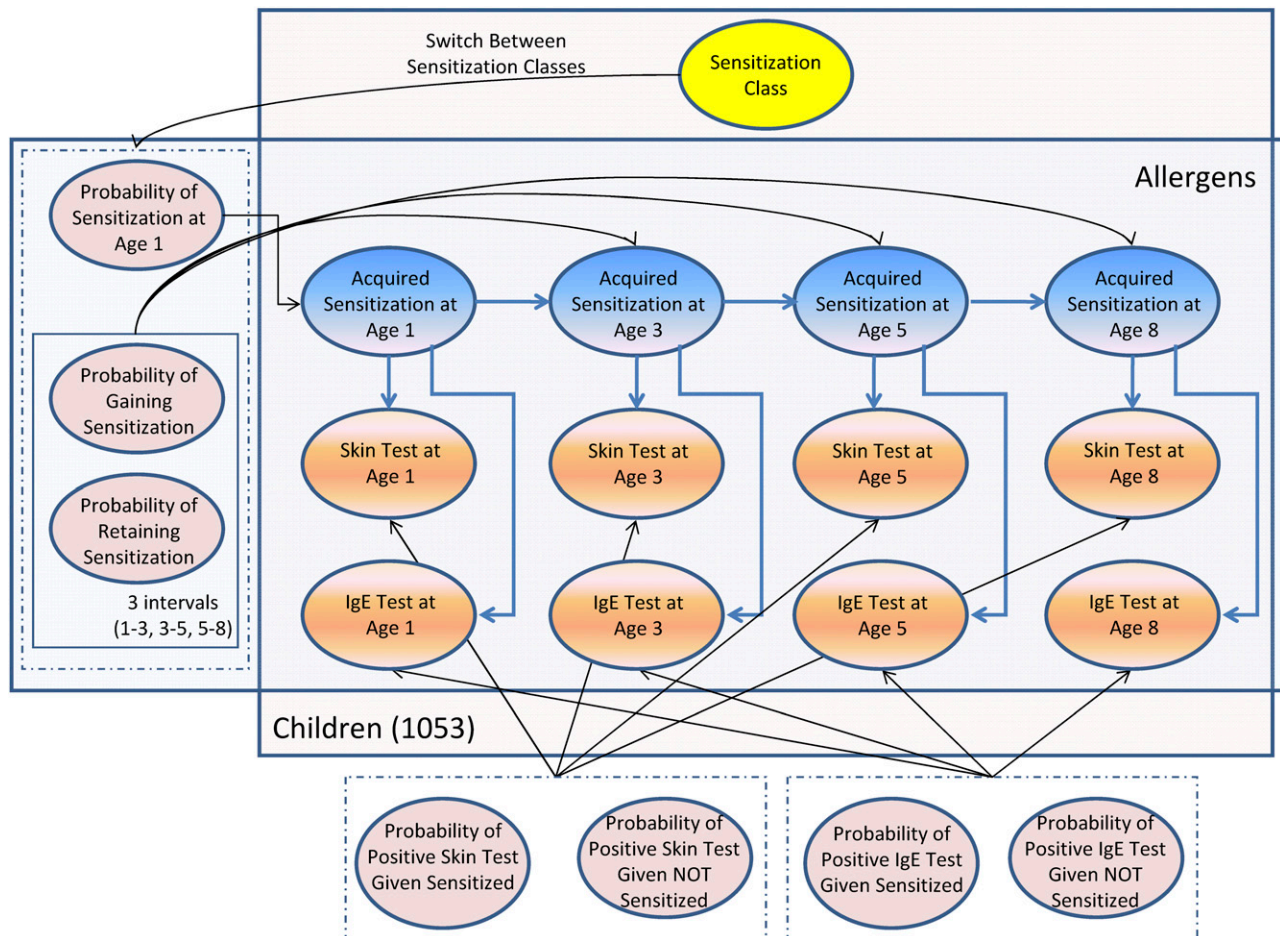 Switch Between
Sensitization Classes
Sensitization
Class
Allergens
Probability of
Sensitization at
Age 1
Acquired
Sensitization at
Age 1
Acquired
Sensitization at
Age 3
Acquired
Sensitization at
Age 5
Acquired
Sensitization at
Age 8
Probability of
Gaining
Sensitization
Skin Test at
Age 1
Skin Test at
Age 3
Skin Test at
Age 5
Skin Test at
Age 8
Probability of
Retaining
Sensitization
3 intervals
(1-3, 3-5, 5-8)
IgE Test at
Age 1
IgE Test at
Age 3
IgE Test at
Age 5
IgE Test at
Age 8
Children (1053)
Probability of
Positive Skin Test
Given Sensitized
Probability of
Positive Skin Test
Given NOT
Sensitized
Probability of
Positive IgE Test
Given Sensitized
Probability of
Positive IgE Test
Given NOT
Sensitized